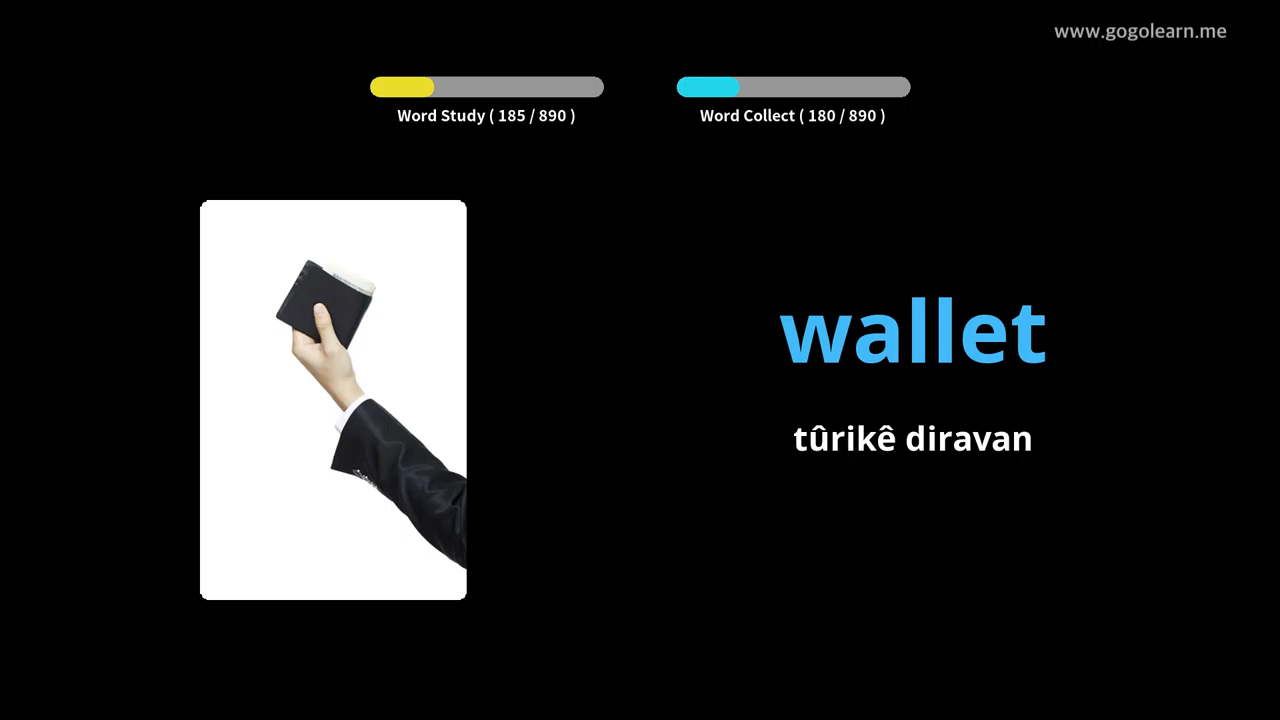 www.gogolearn.me
Word Study ( 185 / 890 )
Word Collect ( 180 / 890 )
wallet
tûrikê diravan